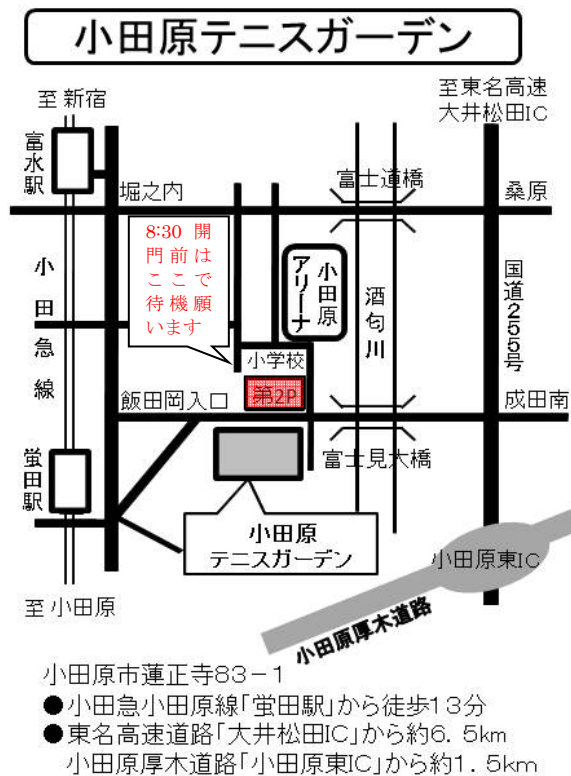 小田原テニスガーデン
至 新宿
至東名高速
大井松田IC
富水駅
堀之内
富士道橋
桑原
8:30 開
門前は
ここで
待機願
います
小田原
アリーナ
小田急線
酒匂川
国道255号
小学校
第2P
飯田岡入口
成田南
蛍田駅
富士見大橋
小田原
テニスガーデン
小田原東IC
至 小田原
小田原厚木道路
小田原市蓮正寺83-1
●小田急小田原線「蛍田駅」から徒歩13分
●東名高速道路「大井松田IC」から約6.5km
小田原厚木道路「小田原東IC」から約1.5km